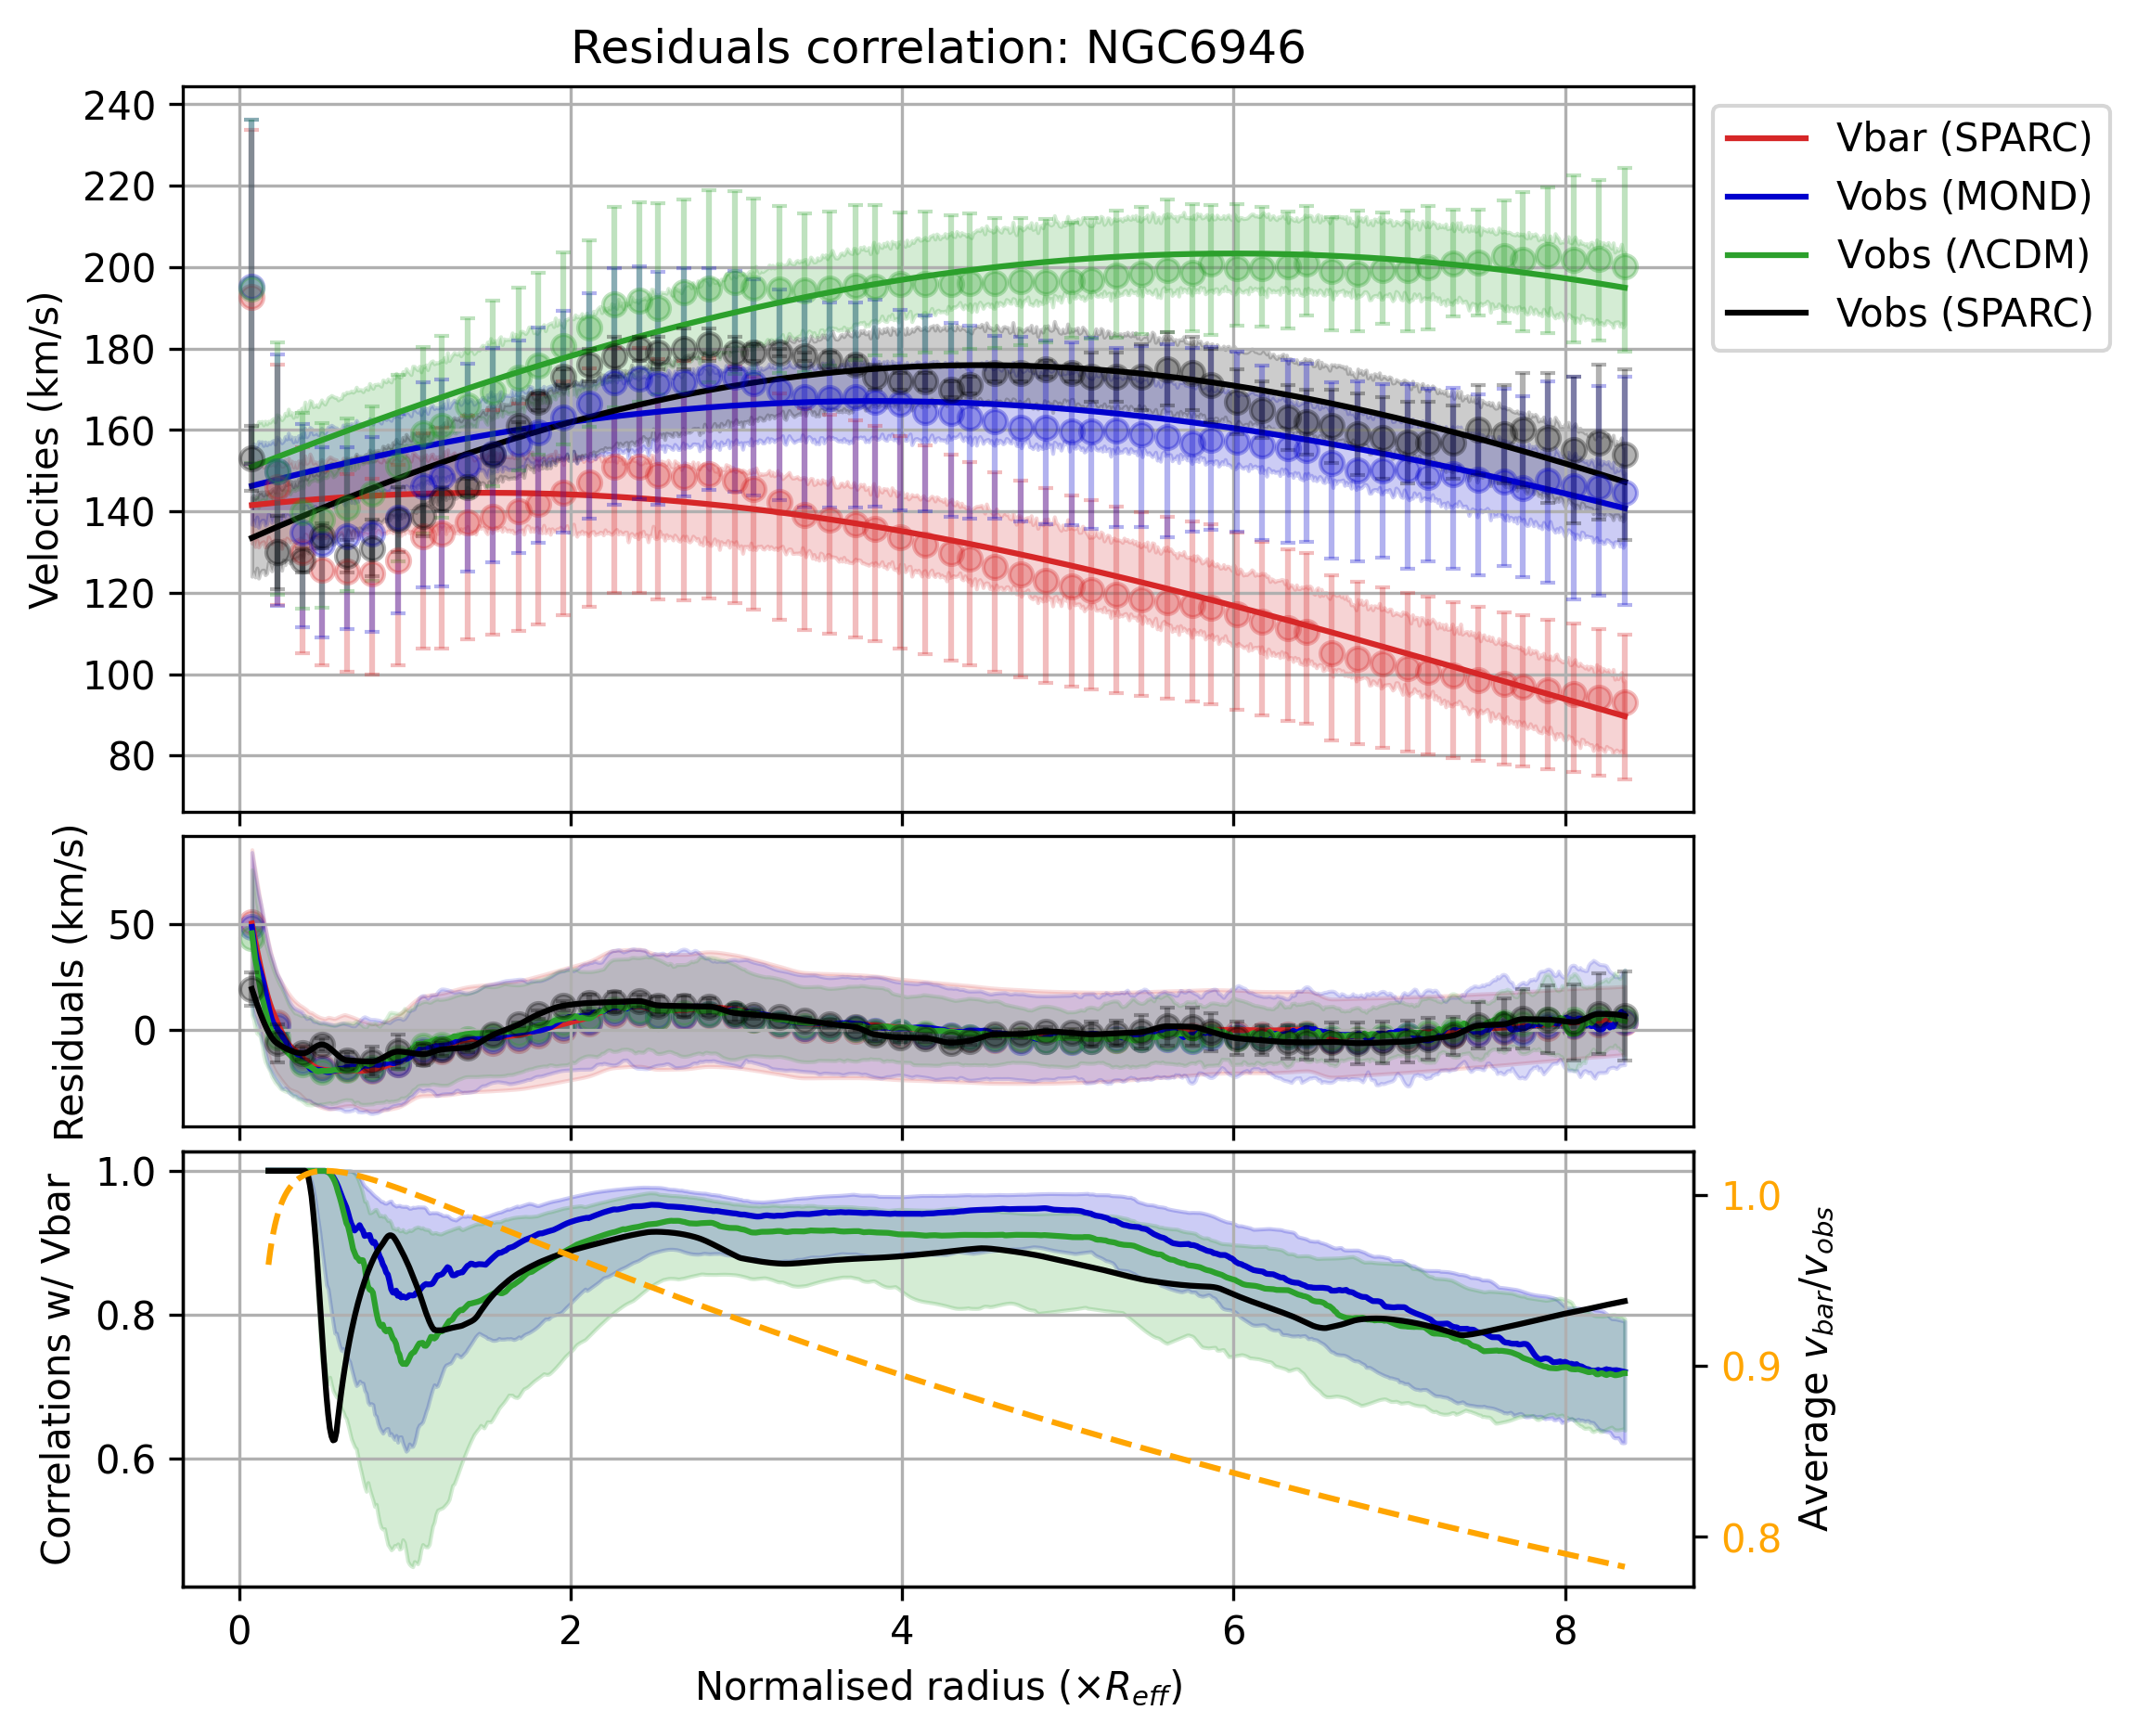 Residuals correlation: NGC6946
Velocities (km/s)
240
220
200
180
160
140
120
100
80
Vbar (SPARC)
Vobs (MOND)
Vobs (ΛCDM)
Vobs (SPARC)
Residuals (km/s)
50
0
Correlations w/ Vbar
1.0
0.8
0.6
1.0
0.9
0.8
Average v_bar/v_obs
0 2 4 6 8
Normalised radius (×R_eff)